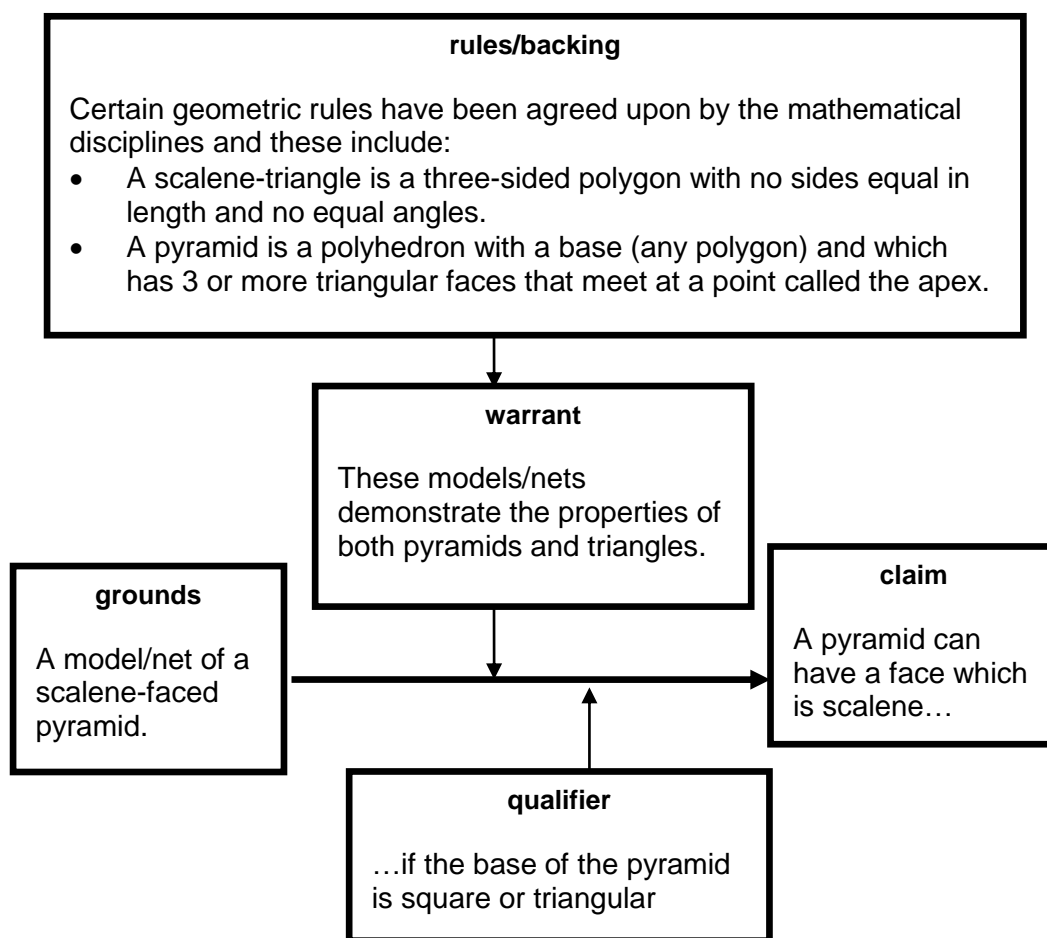 rules/backing
Certain geometric rules have been agreed upon by the mathematical
disciplines and these include:
• A scalene-triangle is a three-sided polygon with no sides equal in
length and no equal angles.
• A pyramid is a polyhedron with a base (any polygon) and which
has 3 or more triangular faces that meet at a point called the apex.
warrant
These models/nets
demonstrate the properties of
both pyramids and triangles.
grounds
A model/net of a
scalene-faced
pyramid.
claim
A pyramid can
have a face which
is scalene…
qualifier
…if the base of the pyramid
is square or triangular